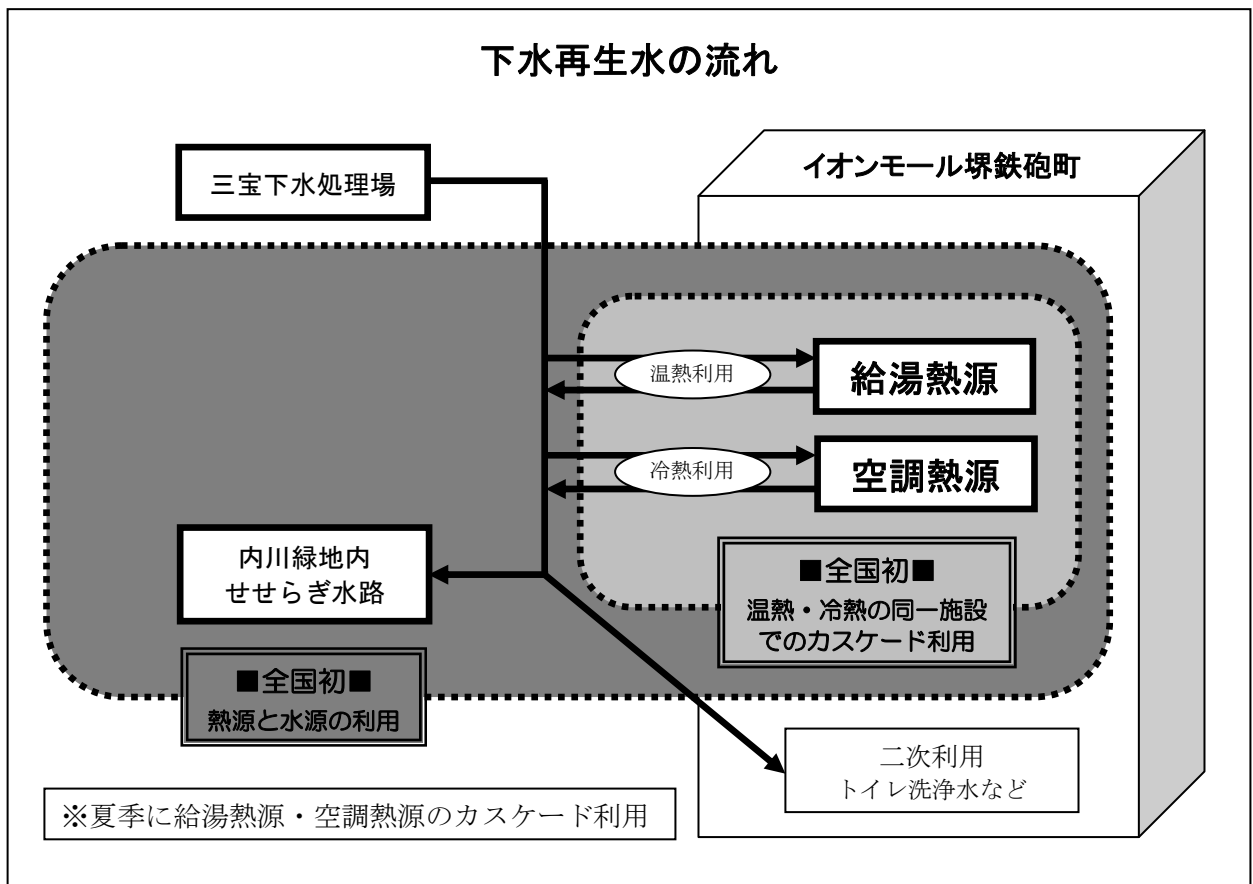 下水再生水の流れ
三宝下水処理場
イオンモール堺鉄砲町
温熱利用
給湯熱源
冷熱利用
空調熱源
内川緑地内
せせらぎ水路
■全国初■
温熱・冷熱の同一施設
でのカスケード利用
■全国初■
熱源と水源の利用
二次利用
トイレ洗浄水など
※夏季に給湯熱源・空調熱源のカスケード利用